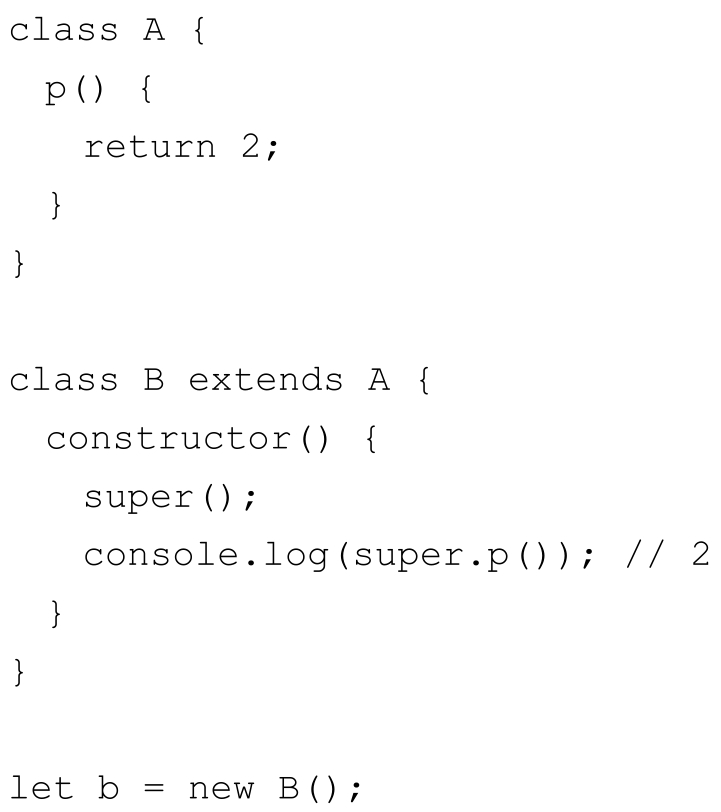 class A {
  p() {
    return 2;
  }
}

class B extends A {
  constructor() {
    super();
    console.log(super.p()); // 2
  }
}

let b = new B();